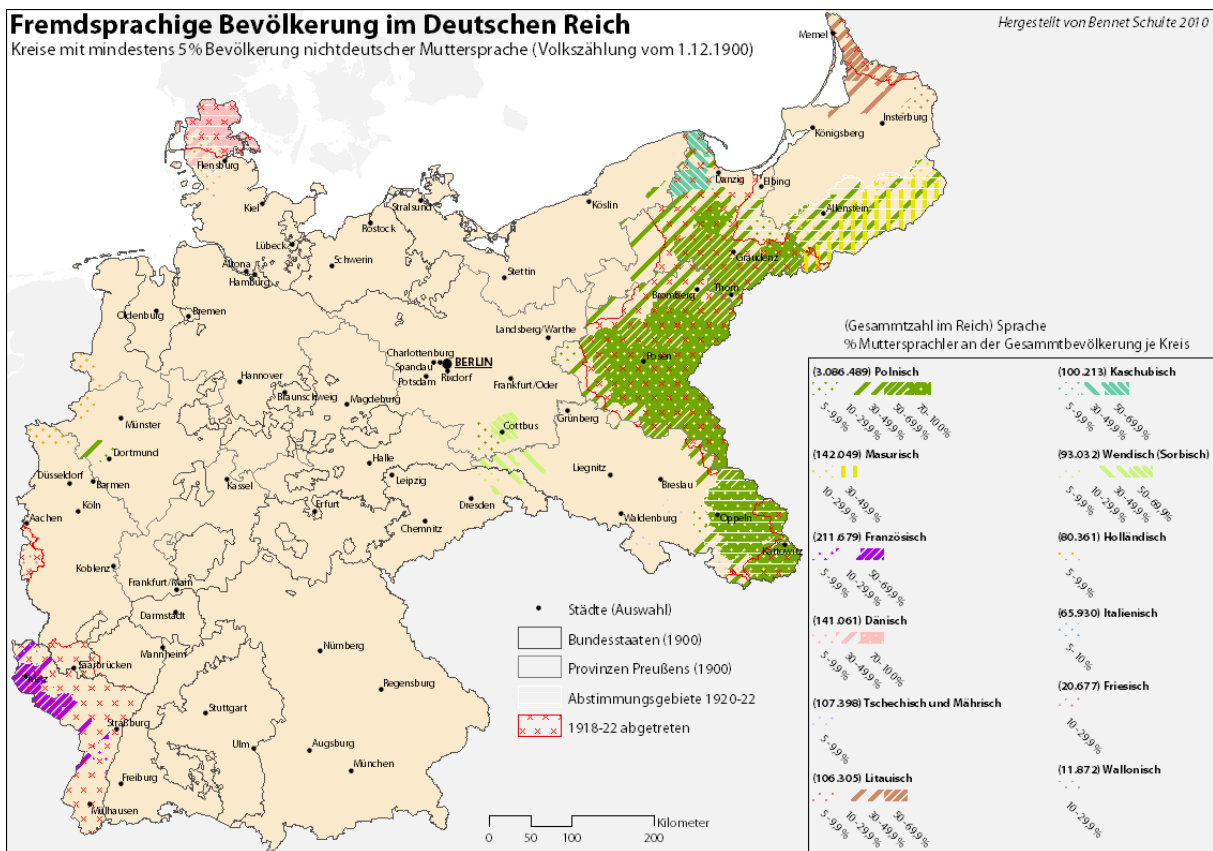 Fremdsprachige Bevölkerung im Deutschen Reich
Kreise mit mindestens 5% Bevölkerung nichtdeutscher Muttersprache (Volkszählung vom 1.12.1900)
Hergestellt von Bennet Schulte 2010
Memel
Insterburg
Königsberg
Flensburg
Danzig
Elbing
Kiel
Stralsund
Köslin
Allenstein
Rostock
Lübeck
Schwerin
Altona
Hamburg
Stettin
Graudenz
Bromberg
Thorn
Oldenburg
Bremen
Landsberg/Warthe
Charlottenburg
BERLIN
Spandau
Rixdorf
Potsdam
Frankfurt/Oder
Posen
Hannover
Braunschweig
Magdeburg
Münster
Grünberg
Cottbus
Dortmund
Halle
Liegnitz
Düsseldorf
Barmen
Kassel
Leipzig
Breslau
Köln
Erfurt
Dresden
Waldenburg
Oppeln
Aachen
Chemnitz
Kattowitz
Koblenz
Frankfurt/Main
Darmstadt
Mannheim
Nürnberg
Saarbrücken
Metz
Regensburg
Stuttgart
Straßburg
Ulm
Augsburg
München
Freiburg
Mülhausen
Städte (Auswahl)
Bundesstaaten (1900)
Provinzen Preußens (1900)
Abstimmungsgebiete 1920-22
1918-22 abgetreten
Kilometer
0 50 100 200
(Gesammtzahl im Reich) Sprache
% Muttersprachler an der Gesammtbevölkerung je Kreis
(3.086.489) Polnisch
5-9,9%
10-29,9%
30-49,9%
50-69,9%
70-100%
(142.049) Masurisch
10-29,9%
30-49,9%
(211.679) Französisch
5-9,9%
10-29,9%
50-69,9%
(141.061) Dänisch
5-9,9%
30-49,9%
70-100%
(107.398) Tschechisch und Mährisch
5-9,9%
(106.305) Litauisch
5-9,9%
10-29,9%
30-49,9%
50-69,9%
(100.213) Kaschubisch
5-9,9%
30-49,9%
50-69,9%
(93.032) Wendisch (Sorbisch)
5-9,9%
10-29,9%
30-49,9%
50-69,9%
(80.361) Holländisch
5-9,9%
(65.930) Italienisch
5-10%
(20.677) Friesisch
10-29,9%
(11.872) Wallonisch
10-29,9%